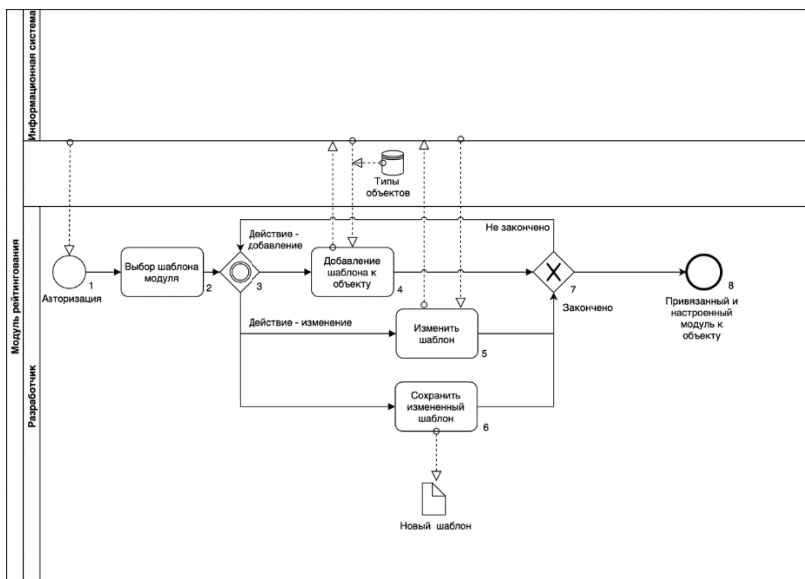 Модуль рейтингования
Информационная система
Разработчик
Типы
объектов
Авторизация
1
Выбор шаблона
модуля
2
Действие -
добавление
3
Добавление
шаблона к
объекту
4
Не закончено
7
Закончено
8
Привязанный и
настроенный
модуль к
объекту
Действие - изменение
Изменить
шаблон
5
Сохранить
измененный
шаблон
6
Новый шаблон